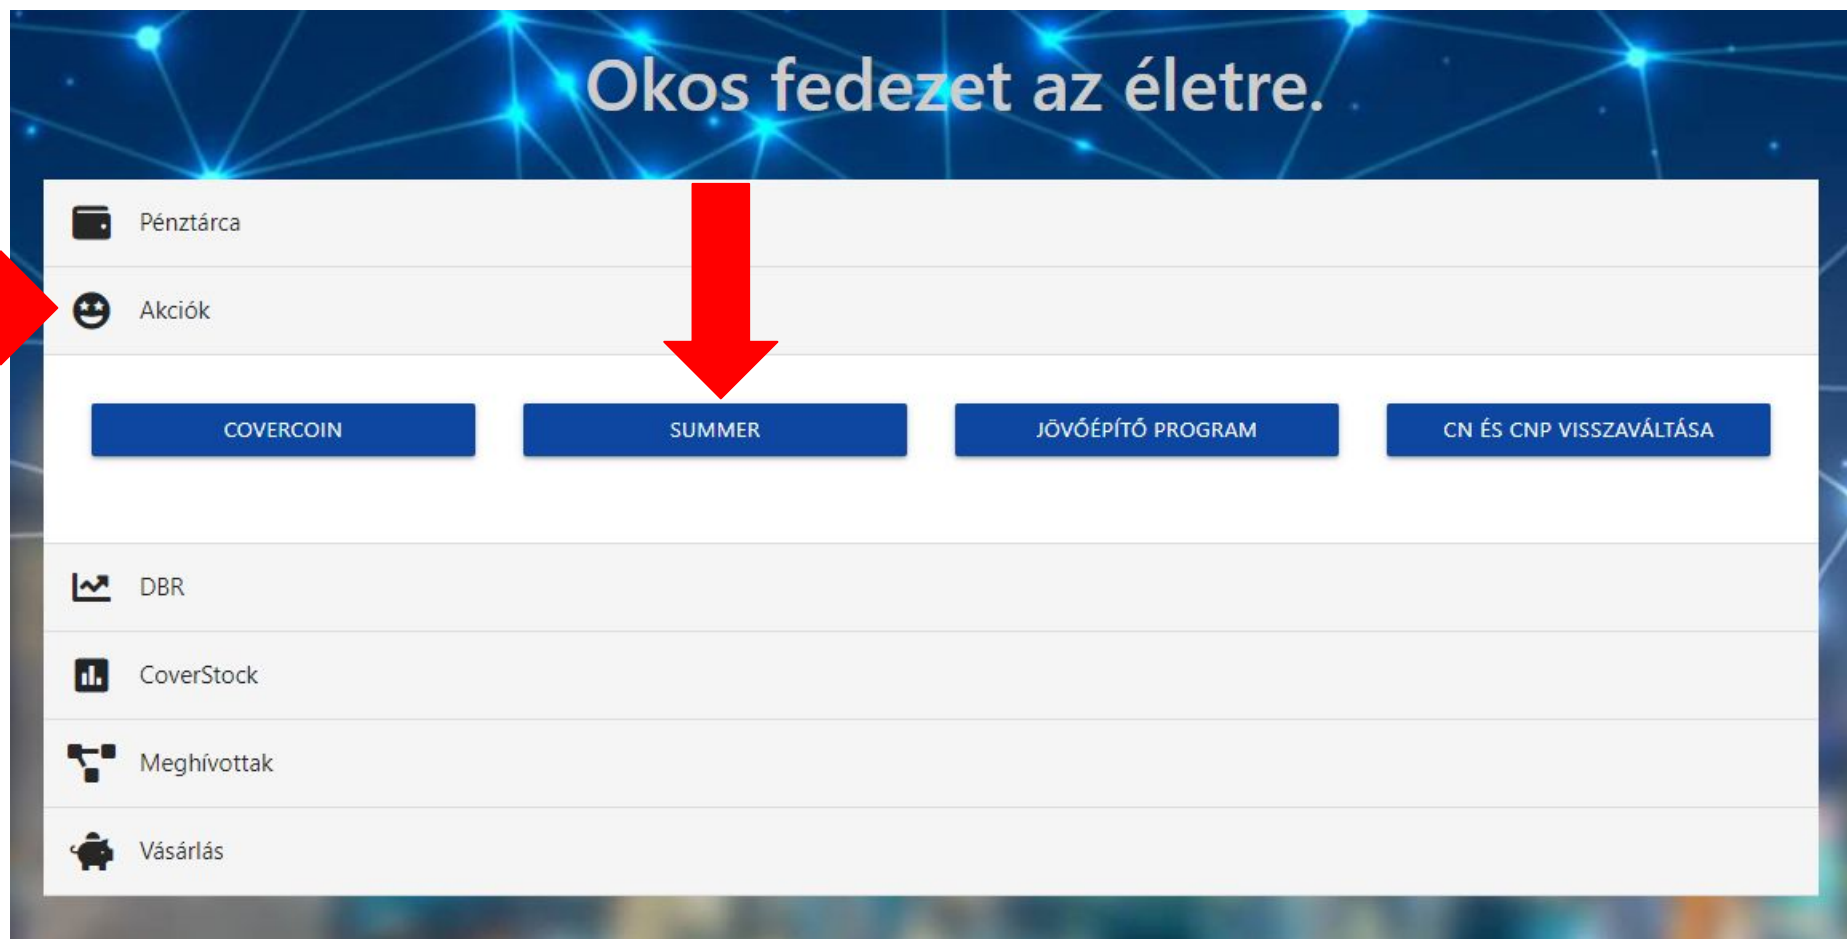 Okos fedezet az életre.
Pénztárca
Akciók
COVERCOIN
SUMMER
JÖVŐÉPÍTŐ PROGRAM
CN ÉS CNP VISSZAVÁLTÁSA
DBR
CoverStock
Meghívottak
Vásárlás